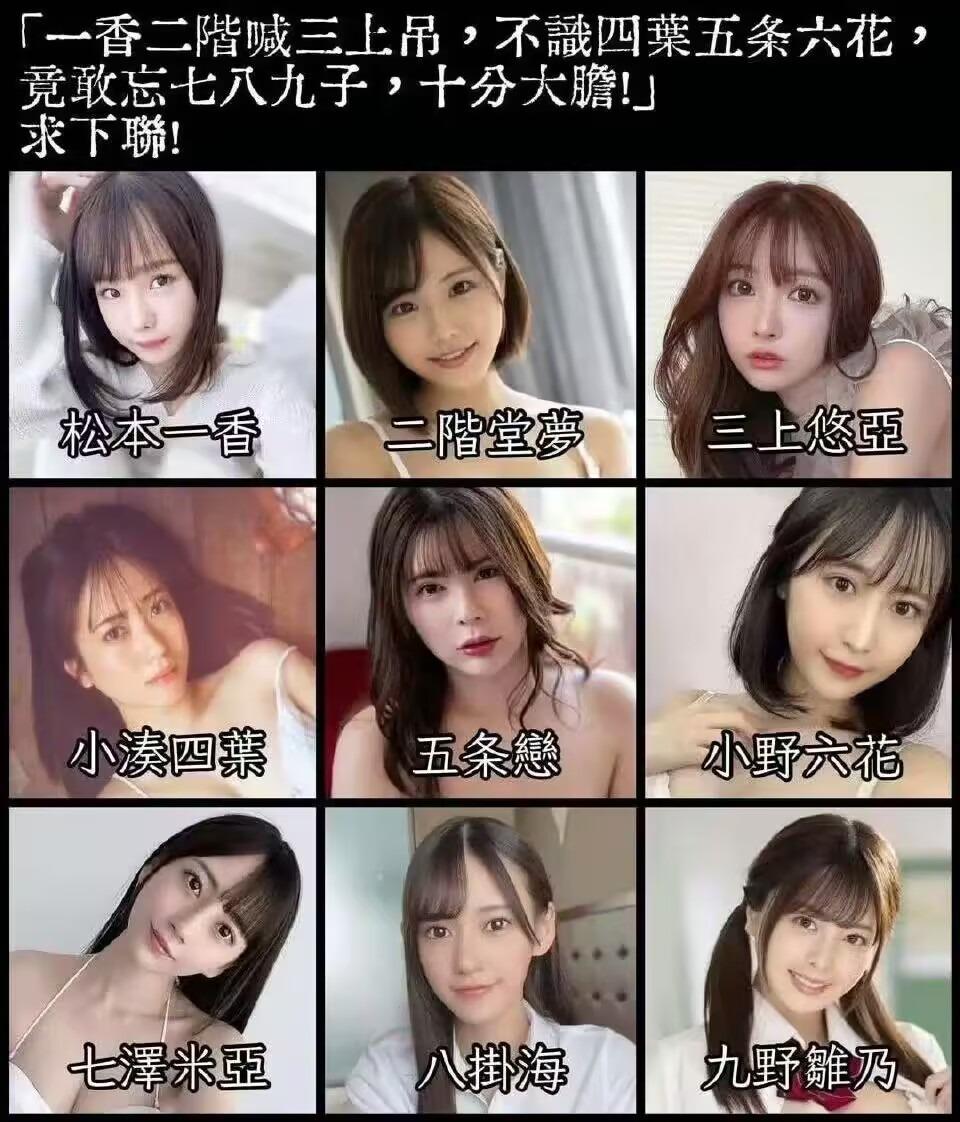 「一香二階喊三上吊，不識四葉五条六花，
竟敢忘七八九子，十分大膽!」
求下聯!
松本一香
二階堂夢
三上悠亞
小湊四葉
五条戀
小野六花
七澤米亞
八掛海
九野雛乃